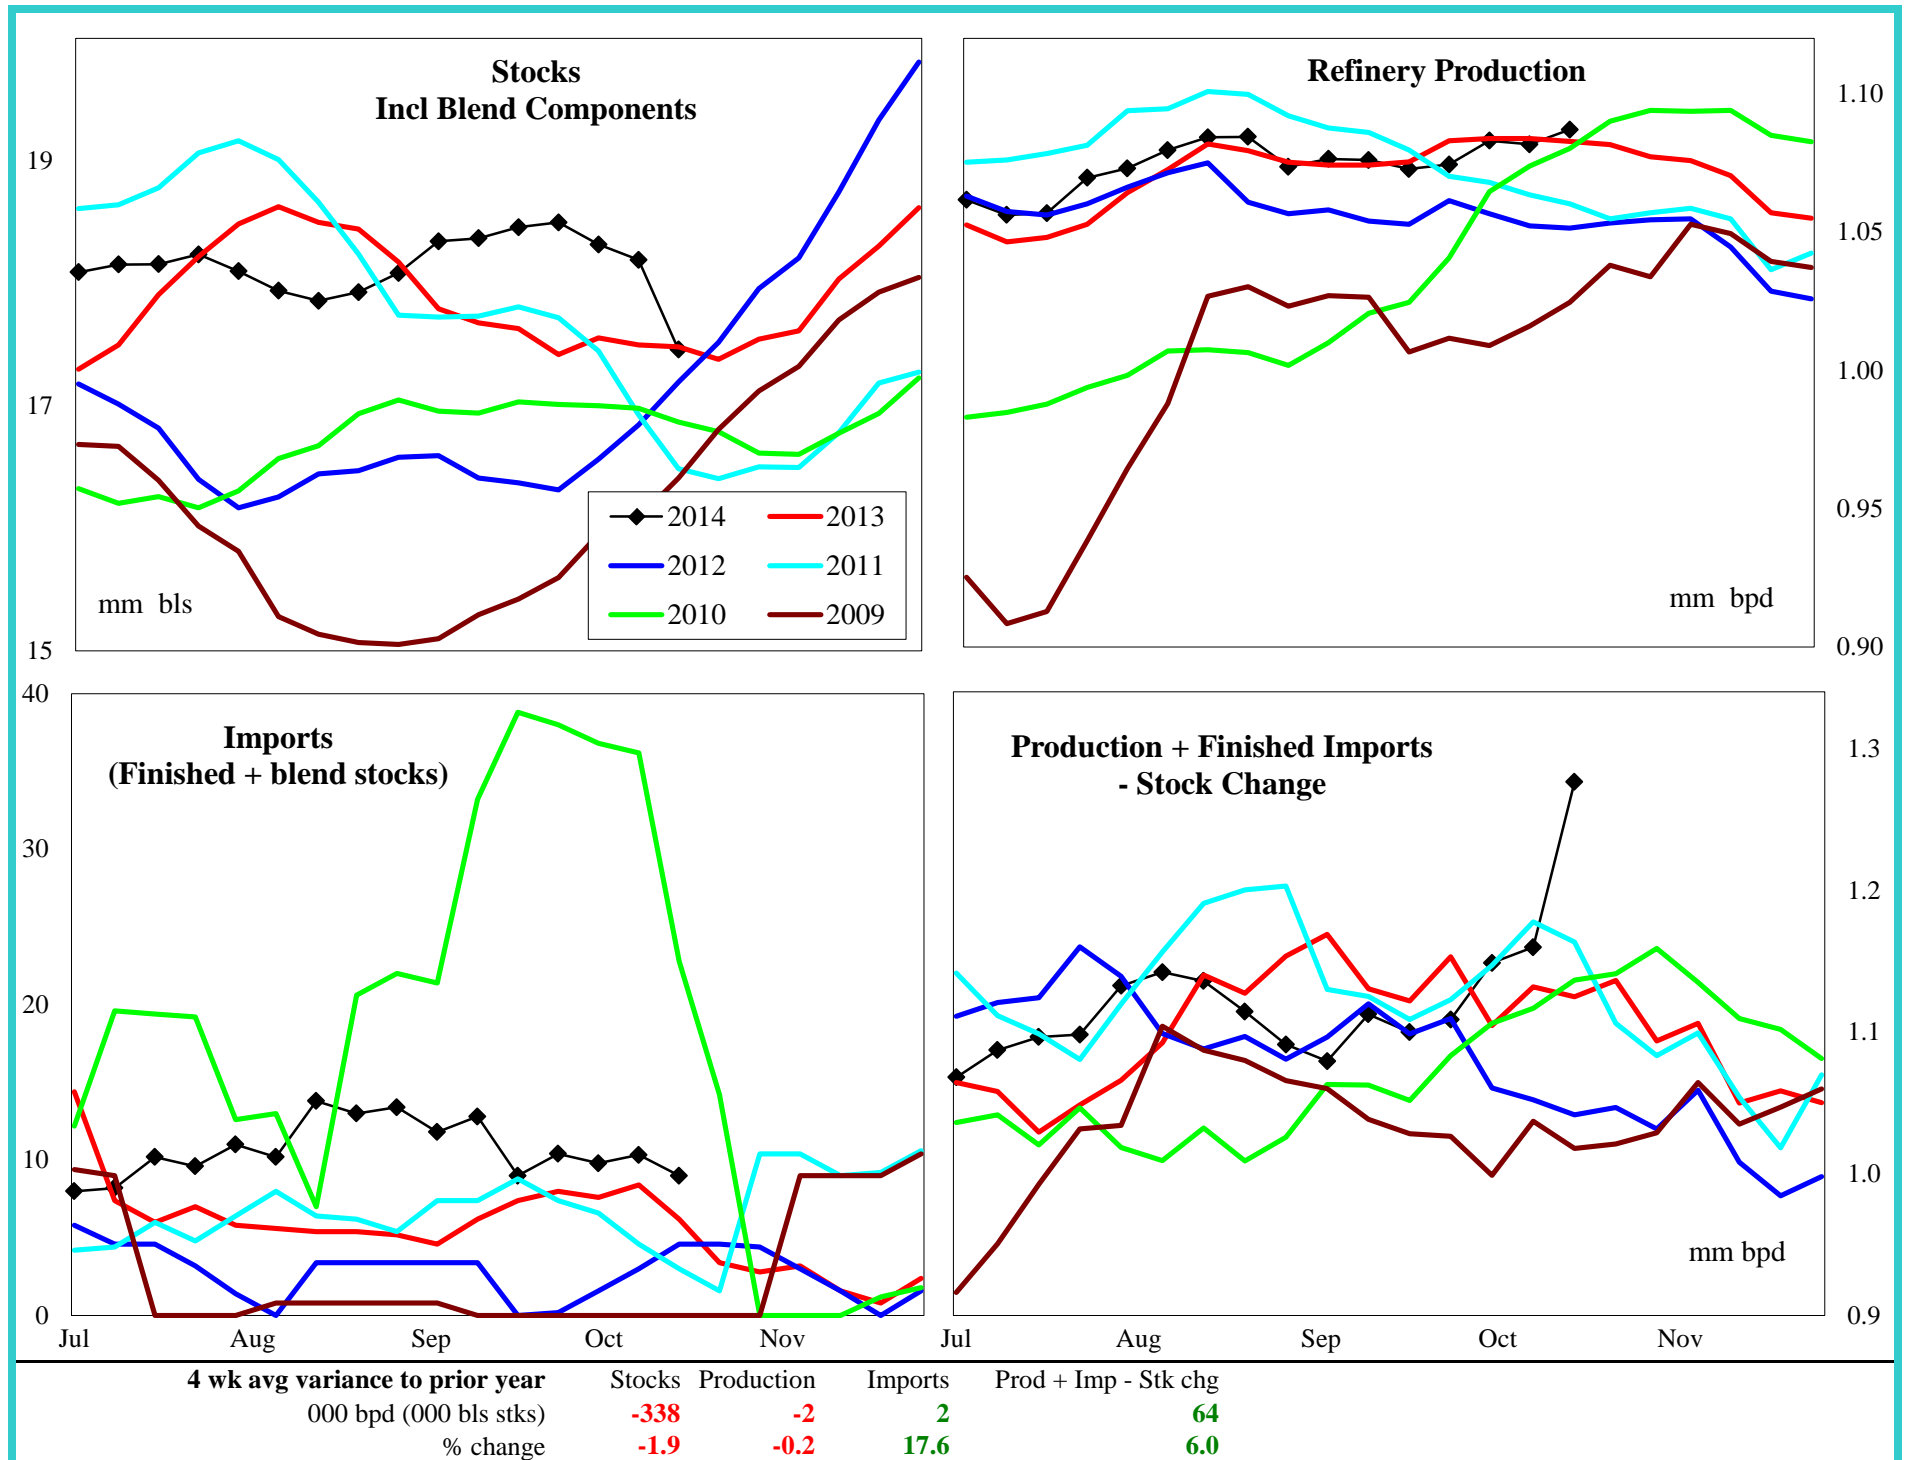 Stocks
Incl Blend Components
19
17
15
mm bls
2014
2013
2012
2011
2010
2009
Refinery Production
1.10
1.05
1.00
0.95
0.90
mm bpd
Imports
(Finished + blend stocks)
40
30
20
10
0
Jul Aug Sep Oct Nov
Production + Finished Imports
- Stock Change
1.3
1.2
1.1
1.0
0.9
mm bpd
Jul Aug Sep Oct Nov
4 wk avg variance to prior year Stocks Production Imports Prod + Imp - Stk chg
000 bpd (000 bls stks) -338 -2 2 64
% change -1.9 -0.2 17.6 6.0